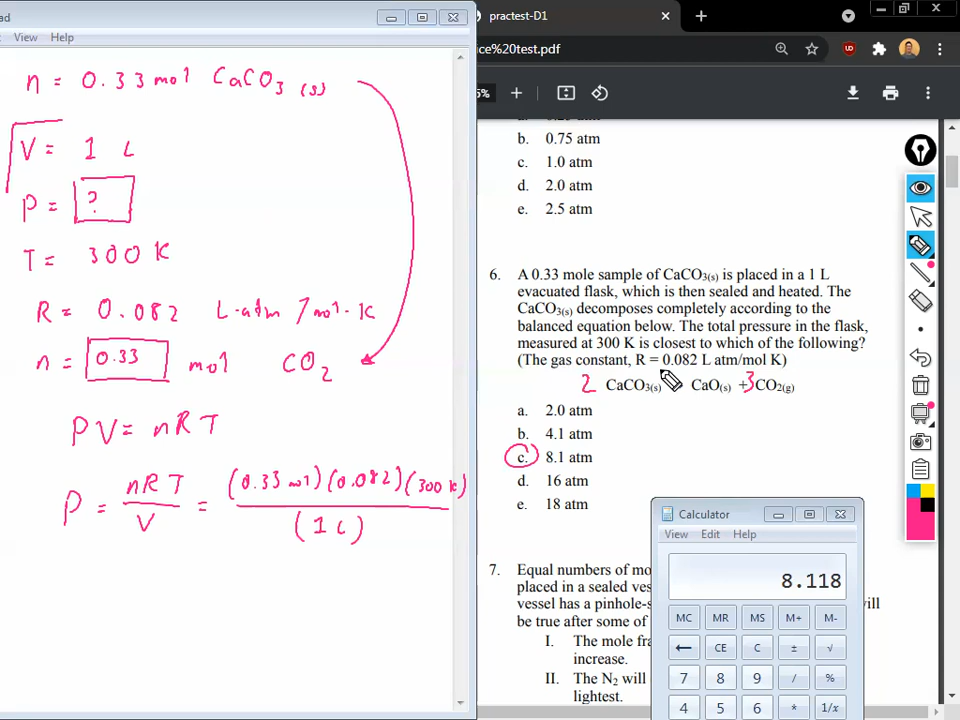 ad
practest-D1
View Help
ice%20test.pdf
5%
n = 0.33 mol CaCO3 (s)
V = 1 L
P = ?
T = 300 K
R = 0.082 L·atm / mol·K
n = 0.33 mol CO2
PV = nRT
P = nRT / V = (0.33 mol)(0.082)(300 K) / (1 L)
b. 0.75 atm
c. 1.0 atm
d. 2.0 atm
e. 2.5 atm
6. A 0.33 mole sample of CaCO3(s) is placed in a 1 L
evacuated flask, which is then sealed and heated. The
CaCO3(s) decomposes completely according to the
balanced equation below. The total pressure in the flask,
measured at 300 K is closest to which of the following?
(The gas constant, R = 0.082 L atm/mol K)
2 CaCO3(s) CaO(s) + 3 CO2(g)
a. 2.0 atm
b. 4.1 atm
c. 8.1 atm
d. 16 atm
e. 18 atm
7. Equal numbers of mo
placed in a sealed ves
vessel has a pinhole-s
will
be true after some of
I. The mole fra
increase.
II. The N2 will
lightest.
Calculator
View Edit Help
8.118
MC MR MS M+ M-
← CE C ± √
7 8 9 / %
4 5 6 * 1/x